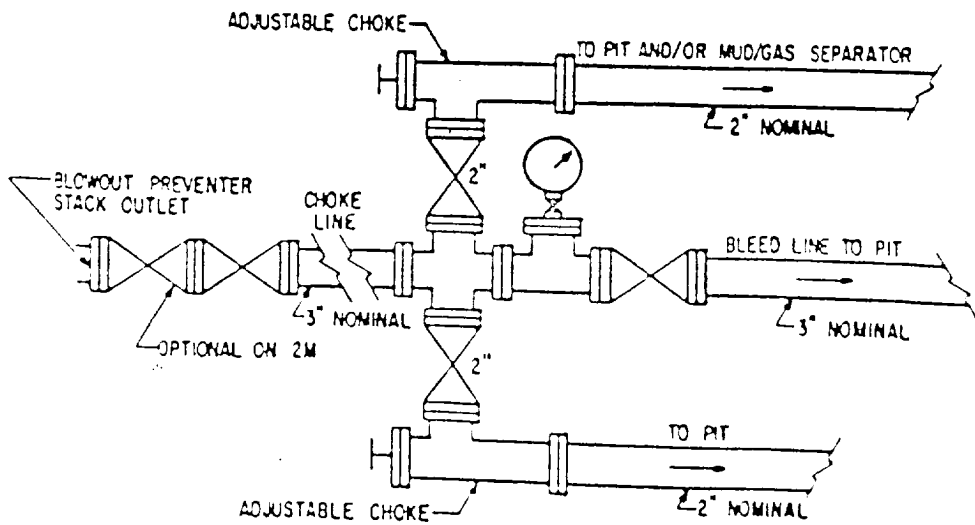 ADJUSTABLE CHOKE
TO PIT AND/OR MUD/GAS SEPARATOR
2" NOMINAL
2"
BLOWOUT PREVENTER
STACK OUTLET
CHOKE
LINE
BLEED LINE TO PIT
3" NOMINAL
3" NOMINAL
OPTIONAL ON 2M
2"
TO PIT
ADJUSTABLE CHOKE
2" NOMINAL